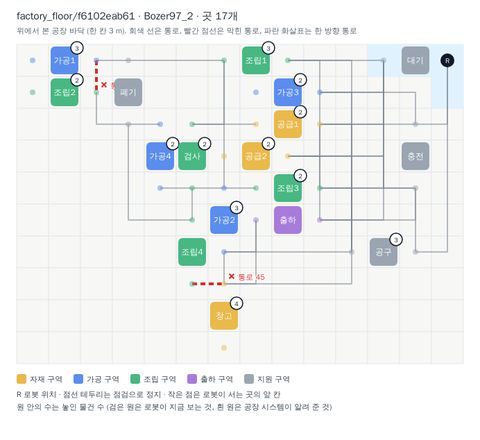 factory_floor/f6102eab61 · Bozer97_2 · 곳 17개
위에서 본 공장 바닥 (한 칸 3 m). 회색 선은 통로, 빨간 점선은 막힌 통로, 파란 화살표는 한 방향 통로
가공1 3
조립1 3
대기
R
조립2 2
✕
폐기
가공3 2
공급1 2
가공4 2
검사 2
공급2 2
충전
조립3 2
가공2 3
출하
조립4
공구 3
✕ 통로 45
창고 4
자재 구역 가공 구역 조립 구역 출하 구역 지원 구역
R 로봇 위치 · 점선 테두리는 점검으로 정지 · 작은 점은 로봇이 서는 곳의 앞 칸
원 안의 수는 놓인 물건 수 (검은 원은 로봇이 지금 보는 것, 흰 원은 공장 시스템이 알려 준 것)